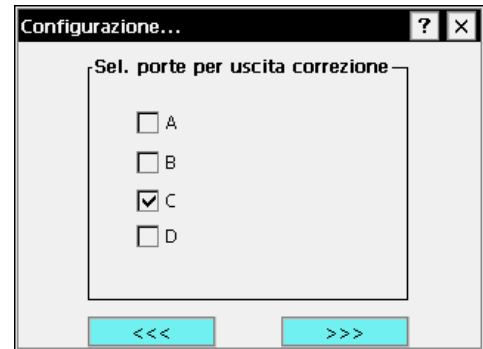 Configurazione... ? ×
Sel. porte per uscita correzione
A
B
C
D
<<< >>>